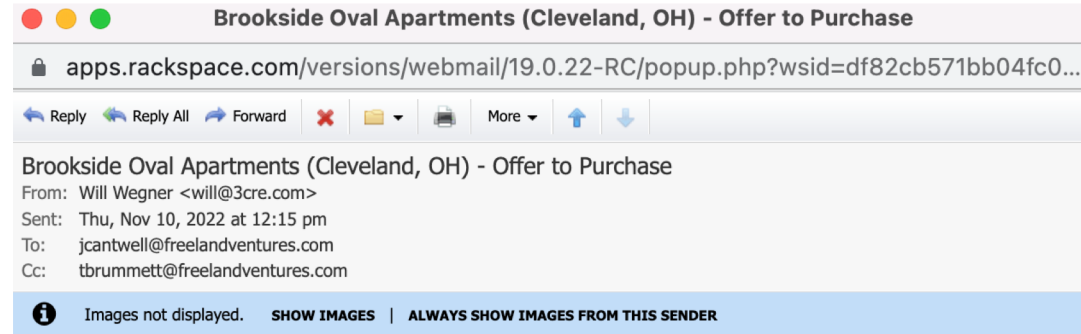 Brookside Oval Apartments (Cleveland, OH) - Offer to Purchase
apps.rackspace.com/versions/webmail/19.0.22-RC/popup.php?wsid=df82cb571bb04fc0...
Reply Reply All Forward More
Brookside Oval Apartments (Cleveland, OH) - Offer to Purchase
From: Will Wegner <will@3cre.com>
Sent: Thu, Nov 10, 2022 at 12:15 pm
To: jcantwell@freelandventures.com
Cc: tbrummett@freelandventures.com
Images not displayed. SHOW IMAGES | ALWAYS SHOW IMAGES FROM THIS SENDER